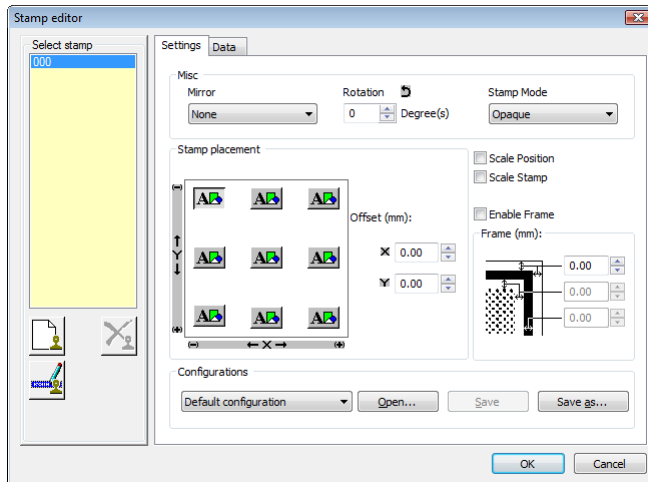 Stamp editor
Select stamp
000
Settings
Data
Misc
Mirror
Rotation
Stamp Mode
None
0
Degree(s)
Opaque
Stamp placement
Scale Position
Scale Stamp
(-)
A
A
A
Offset (mm):
Enable Frame
Frame (mm):
↑
Y
↓
A
A
A
X 0.00
Y 0.00
0.00
0.00
0.00
A
A
A
(+)
(-)
← X →
(+)
Configurations
Default configuration
Open...
Save
Save as...
OK
Cancel